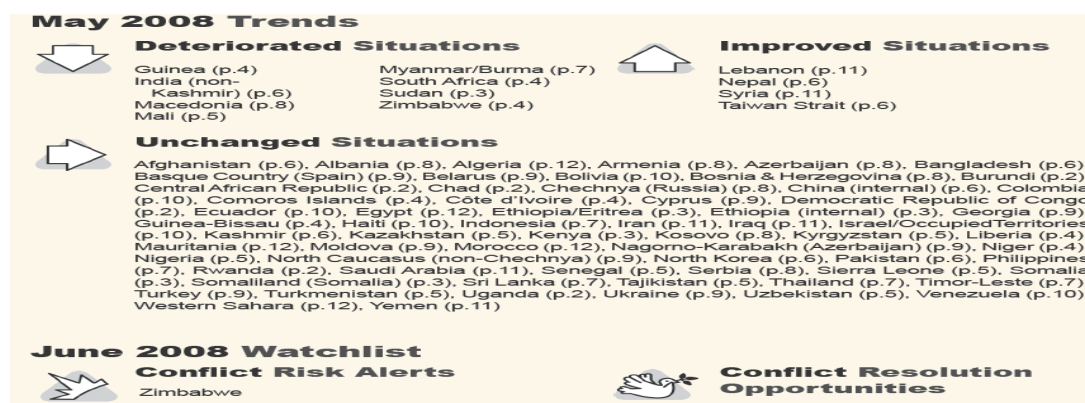 May 2008 Trends
Deteriorated Situations
Guinea (p.4)
India (non-
Kashmir) (p.6)
Macedonia (p.8)
Mali (p.5)
Myanmar/Burma (p.7)
South Africa (p.4)
Sudan (p.3)
Zimbabwe (p.4)
Improved Situations
Lebanon (p.11)
Nepal (p.6)
Syria (p.11)
Taiwan Strait (p.6)
Unchanged Situations
Afghanistan (p.6), Albania (p.8), Algeria (p.12), Armenia (p.8), Azerbaijan (p.8), Bangladesh (p.6)
Basque Country (Spain) (p.9), Belarus (p.9), Bolivia (p.10), Bosnia & Herzegovina (p.8), Burundi (p.2)
Central African Republic (p.2), Chad (p.2), Chechnya (Russia) (p.8), China (internal) (p.6), Colombia
(p.10), Comoros Islands (p.4), Côte d'Ivoire (p.4), Cyprus (p.9), Democratic Republic of Congo
(p.2), Ecuador (p.10), Egypt (p.12), Ethiopia/Eritrea (p.3), Ethiopia (internal) (p.3), Georgia (p.9)
Guinea-Bissau (p.4), Haiti (p.10), Indonesia (p.7), Iran (p.11), Iraq (p.11), Israel/OccupiedTerritories
(p.10), Kashmir (p.6), Kazakhstan (p.5), Kenya (p.3), Kosovo (p.8), Kyrgyzstan (p.5), Liberia (p.4)
Mauritania (p.12), Moldova (p.9), Morocco (p.12), Nagorno-Karabakh (Azerbaijan) (p.9), Niger (p.4)
Nigeria (p.5), North Caucasus (non-Chechnya) (p.9), North Korea (p.6), Pakistan (p.6), Philippines
(p.7), Rwanda (p.2), Saudi Arabia (p.11), Senegal (p.5), Serbia (p.8), Sierra Leone (p.5), Somalia
(p.3), Somaliland (Somalia) (p.3), Sri Lanka (p.7), Tajikistan (p.5), Thailand (p.7), Timor-Leste (p.7)
Turkey (p.9), Turkmenistan (p.5), Uganda (p.2), Ukraine (p.9), Uzbekistan (p.5), Venezuela (p.10)
Western Sahara (p.12), Yemen (p.11)
June 2008 Watchlist
Conflict Risk Alerts
Zimbabwe
Conflict Resolution
Opportunities